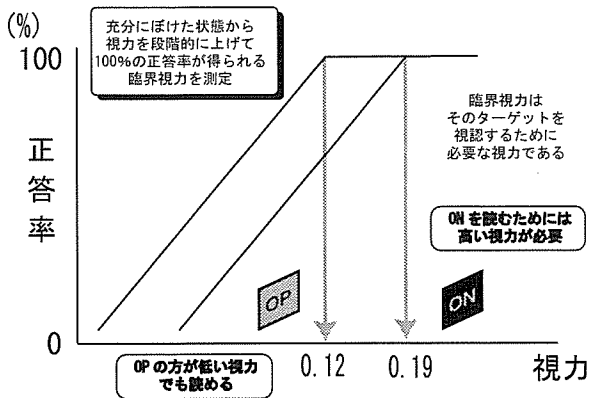 (%)
100
正答率
0
充分にぼけた状態から
視力を段階的に上げて
100%の正答率が得られる
臨界視力を測定
臨界視力は
そのターゲットを
視認するために
必要な視力である
ONを読むためには
高い視力が必要
OP
ON
OPの方が低い視力
でも読める
0.12
0.19
視力